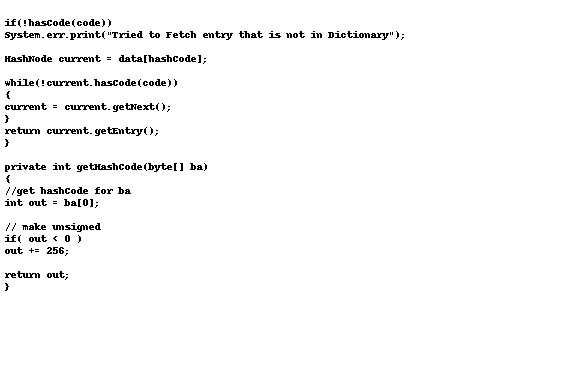 if(!hasCode(code))
System.err.print("Tried to Fetch entry that is not in Dictionary");
HashNode current = data[hashCode];
while(!current.hasCode(code))
{
current = current.getNext();
}
return current.getEntry();
}
private int getHashCode(byte[] ba)
{
//get hashCode for ba
int out = ba[0];
// make unsigned
if( out < 0 )
out += 256;
return out;
}